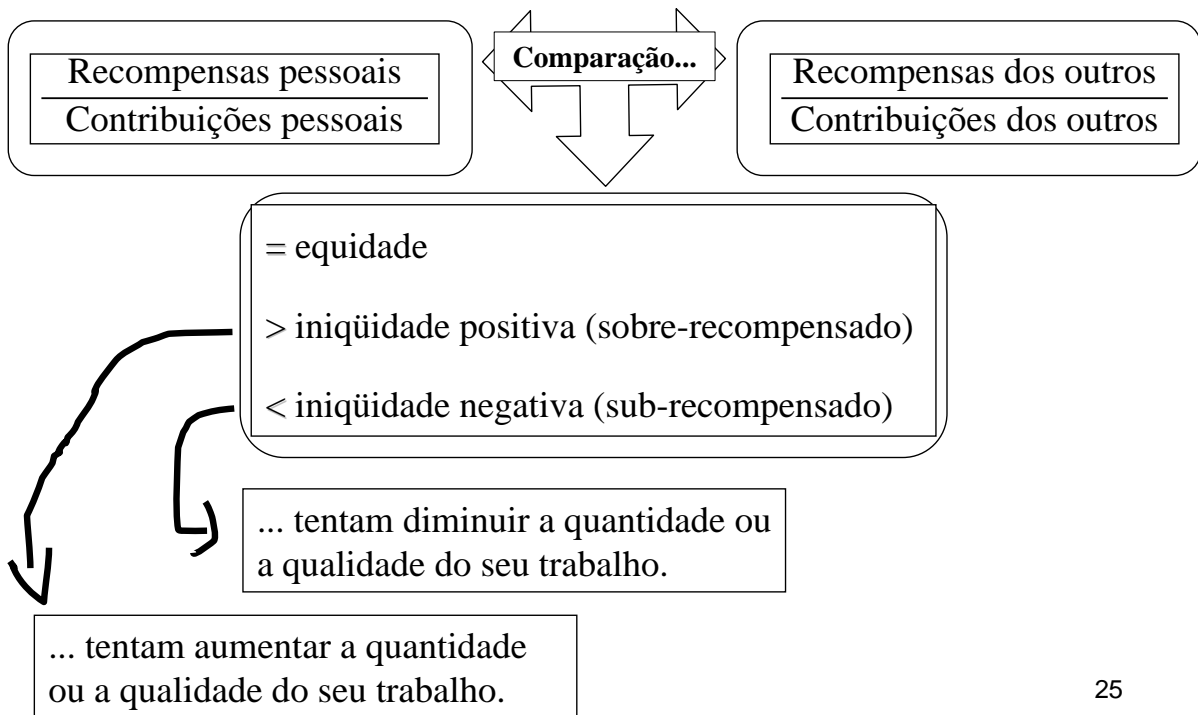 Recompensas pessoais
Contribuições pessoais
Comparação...
Recompensas dos outros
Contribuições dos outros
= equidade
> iniqüidade positiva (sobre-recompensado)
< iniqüidade negativa (sub-recompensado)
... tentam diminuir a quantidade ou
a qualidade do seu trabalho.
... tentam aumentar a quantidade
ou a qualidade do seu trabalho.
25